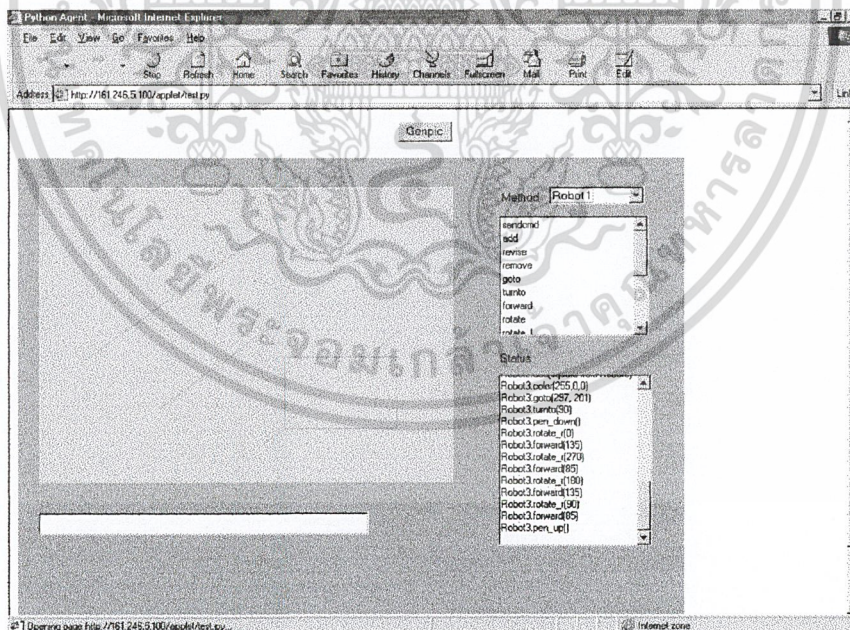 Python Agent - Microsoft Internet Explorer
File Edit View Go Favorites Help
Stop Refresh Home Search Favorites History Channels Fullscreen Mail Print Edit
Address http://161.246.5.100/applet/test.py
Genpic
Method Robot1
sendcmd
add
revise
remove
goto
turnto
forward
rotate
rotate_l
Status
Robot3.color(255,0,0)
Robot3.goto(297, 201)
Robot3.turnto(90)
Robot3.pen_down()
Robot3.rotate_r(0)
Robot3.forward(135)
Robot3.rotate_r(270)
Robot3.forward(85)
Robot3.rotate_r(180)
Robot3.forward(135)
Robot3.rotate_r(90)
Robot3.forward(85)
Robot3.pen_up()
Opening page http://161.246.5.100/applet/test.py...
Internet zone